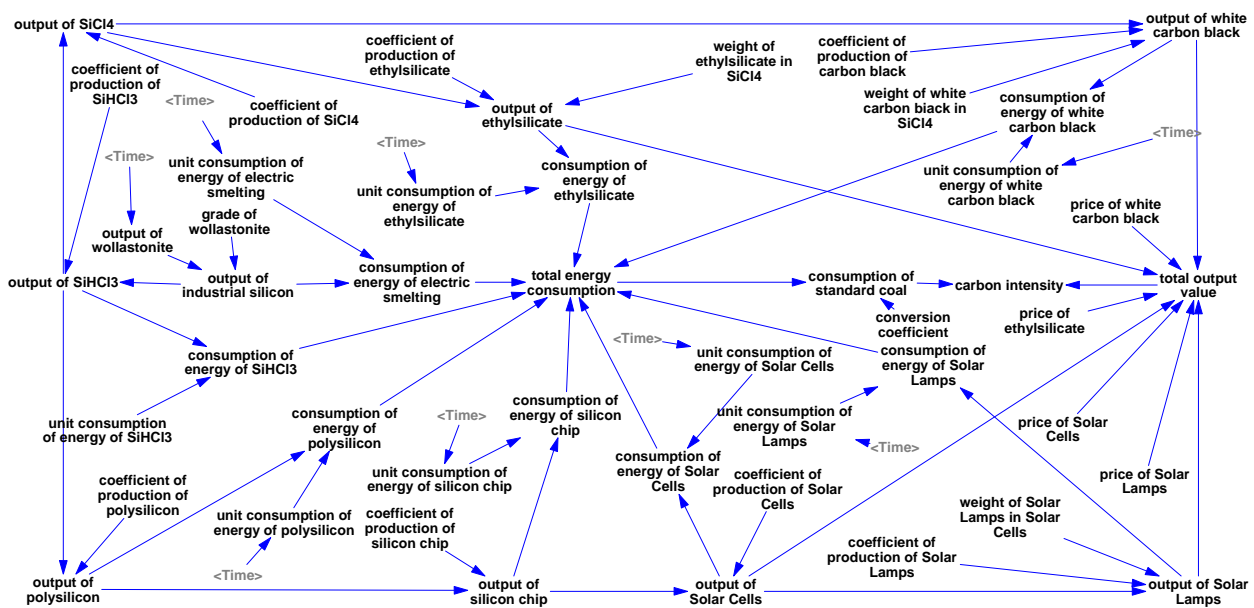 output of SiCl4
coefficient of
production of
SiHCl3
<Time>
coefficient of
production of SiCl4
coefficient of
production of
ethylsilicate
weight of
ethylsilicate in
SiCl4
coefficient of
production of
carbon black
output of white
carbon black
weight of white
carbon biack in
SiCl4
consumption of
energy of white
carbon black
<Time>
unit consumption of
energy of white
carbon black
output of
ethylsilicate
<Time>
unit consumption of
energy of
ethylsilicate
consumption of
energy of
ethylsilicate
<Time>
unit consumption of
energy of electric
smelting
output of
wollastonite
grade of
wollastonite
price of white
carbon black
output of SiHCl3
output of
industrial silicon
consumption of
energy of electric
smelting
total energy
consumption
consumption of
standard coal
carbon intensity
total output
value
conversion
coefficient
price of
ethylsilicate
consumption of
energy of SiHCl3
<Time>
unit consumption of
energy of Solar Cells
consumption of
energy of Solar
Lamps
unit consumption
of energy of SiHCl3
consumption of
energy of
polysilicon
<Time>
consumption of
energy of silicon
chip
unit consumption of
energy of Solar
Lamps
<Time>
price of Solar
Cells
unit consumption of
energy of silicon chip
consumption of
energy of Solar
Cells
coefficient of
production of Solar
Cells
price of Solar
Lamps
coefficient of
production of
polysilicon
unit consumption of
energy of polysilicon
<Time>
coefficient of
production of
silicon chip
weight of Solar
Lamps in Solar
Cells
coefficient of
production of Solar
Lamps
output of
polysilicon
output of
silicon chip
output of
Solar Cells
output of Solar
Lamps